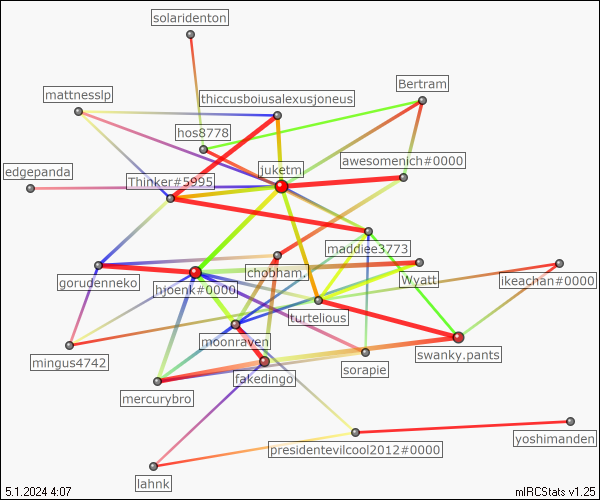 solaridenton
Bertram
mattnesslp
thiccusboiusalexusjoneus
hos8778
awesomenich#0000
edgepanda
juketm
Thinker#5995
maddiee3773
chobham,
gorudenneko
hjoenk#0000
Wyatt
ikeachan#0000
turtelious
moonraven
swanky.pants
mingus4742
sorapie
fakedingo
mercurybro
presidentevilcool2012#0000
yoshimanden
lahnk
5.1.2024 4:07
mIRCStats v1.25